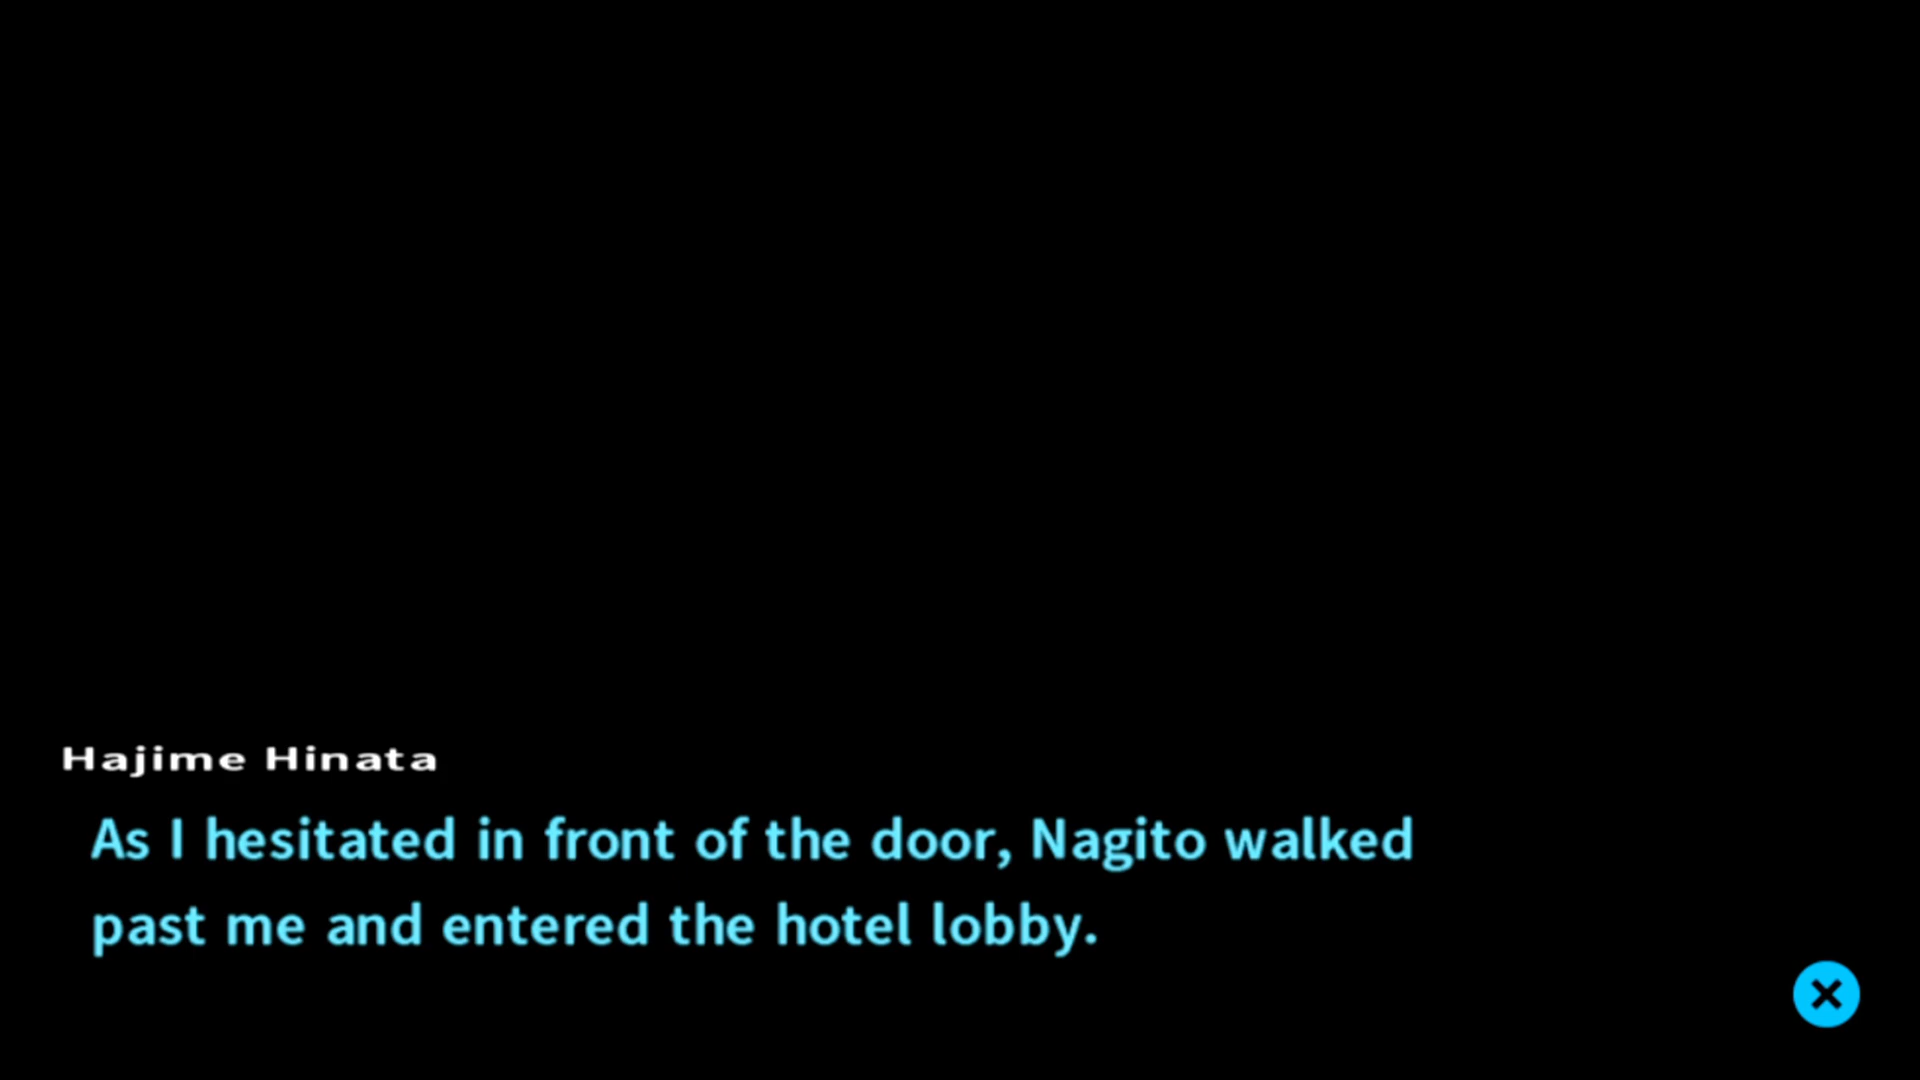 Hajime Hinata
As I hesitated in front of the door, Nagito walked
past me and entered the hotel lobby.